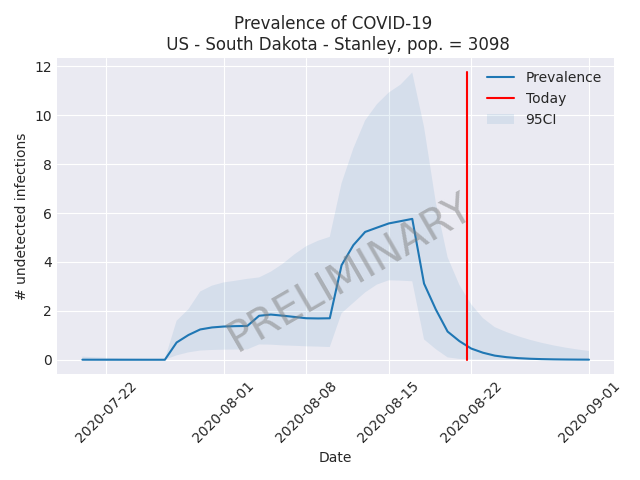 Prevalence of COVID-19
US - South Dakota - Stanley, pop. = 3098
# undetected infections
12
10
8
6
4
2
0
Prevalence
Today
95CI
PRELIMINARY
2020-07-22
2020-08-01
2020-08-08
2020-08-15
2020-08-22
2020-09-01
Date